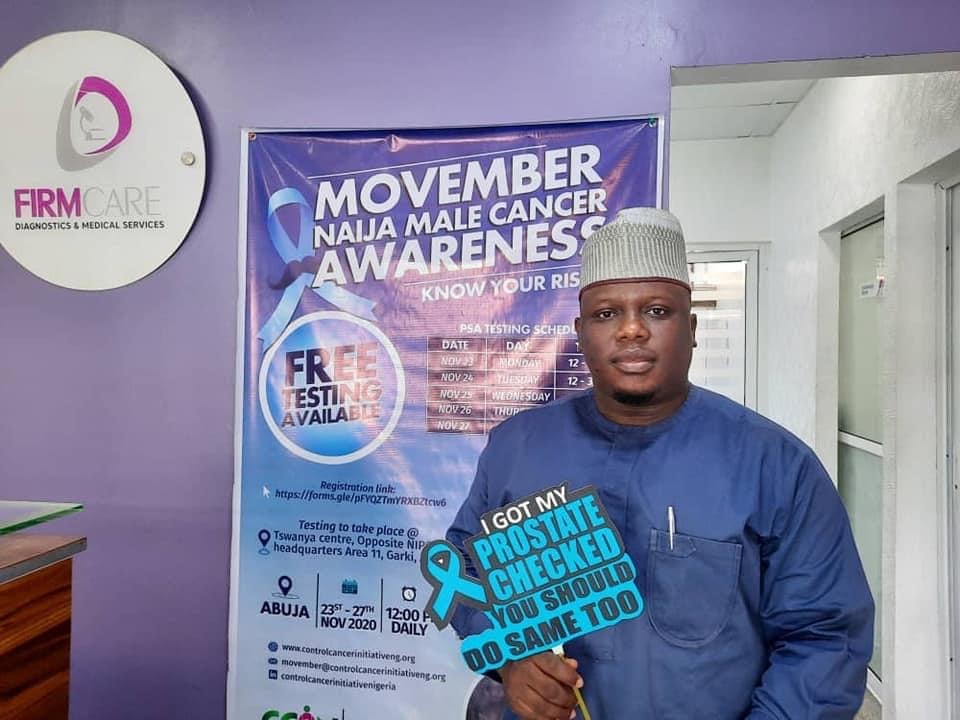 FIRMCARE
DIAGNOSTICS & MEDICAL SERVICES
MOVEMBER
NAIJA MALE CANCER
AWARENESS
KNOW YOUR RIS
PSA TESTING SCHEDU
DATE DAY
NOV 23 MONDAY 12 -
NOV 24 TUESDAY 12 - 3
NOV 25 WEDNESDAY
NOV 26 THUR
NOV 27
FREE
TESTING
AVAILABLE
Registration link:
https://forms.gle/pFYQZTmYRXBZtcw6
Testing to take place @
Tswanya centre, Opposite NIP
headquarters Area 11, Garki,
ABUJA
23ST - 27TH
NOV 2020
12:00 P
DAILY
www.controlcancerinitiativeng.org
movember@controlcancerinitiativeng.org
controlcancerinitiativenigeria
I GOT MY
PROSTATE
CHECKED
YOU SHOULD
DO SAME TOO